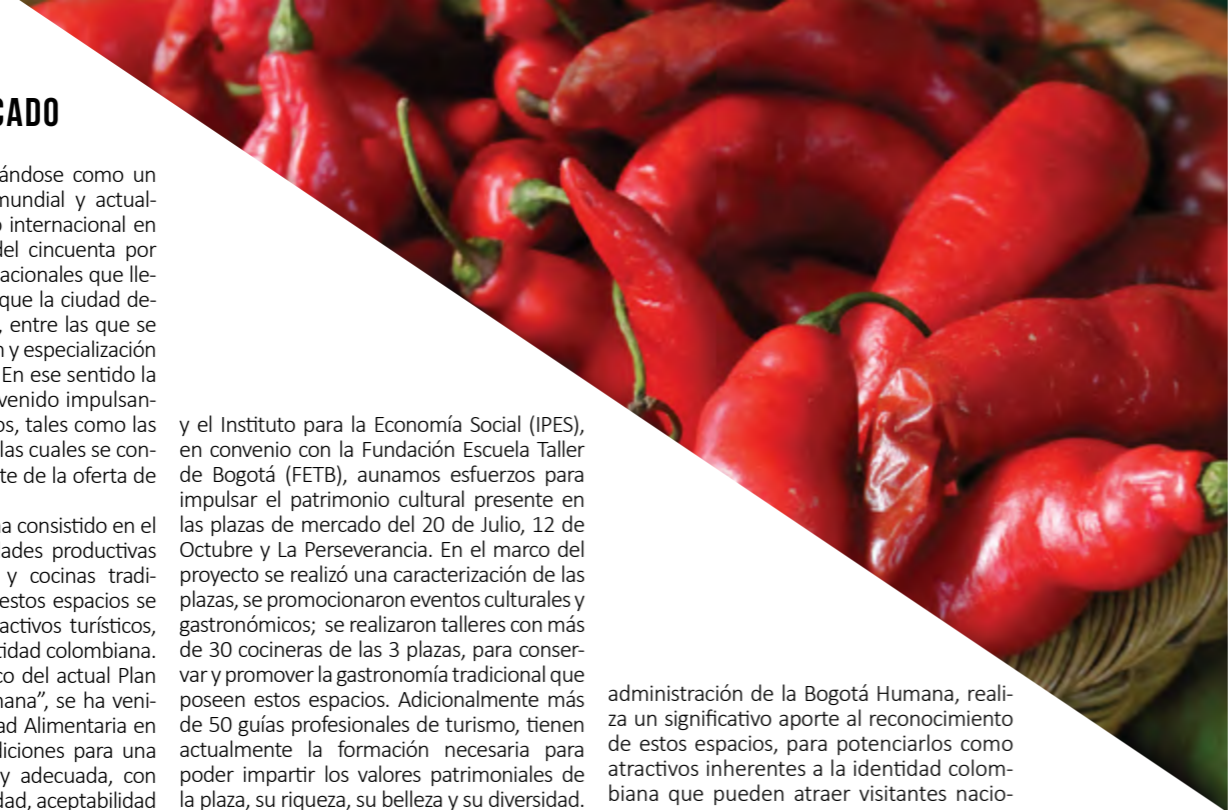 CADO
ándose como un
mundial y actual-
o internacional en
del cincuenta por
acionales que lle-
que la ciudad de-
, entre las que se
n y especialización
En ese sentido la
venido impulsan-
os, tales como las
las cuales se con-
te de la oferta de
na consistido en el
dades productivas
y cocinas tradi-
estos espacios se
activos turísticos,
tidad colombiana.
co del actual Plan
mana”, se ha veni-
ad Alimentaria en
diciones para una
y adecuada, con
dad, aceptabilidad
y el Instituto para la Economía Social (IPES),
en convenio con la Fundación Escuela Taller
de Bogotá (FETB), aunamos esfuerzos para
impulsar el patrimonio cultural presente en
las plazas de mercado del 20 de Julio, 12 de
Octubre y La Perseverancia. En el marco del
proyecto se realizó una caracterización de las
plazas, se promocionaron eventos culturales y
gastronómicos; se realizaron talleres con más
de 30 cocineras de las 3 plazas, para conser-
var y promover la gastronomía tradicional que
poseen estos espacios. Adicionalmente más
de 50 guías profesionales de turismo, tienen
actualmente la formación necesaria para
poder impartir los valores patrimoniales de
la plaza, su riqueza, su belleza y su diversidad.
administración de la Bogotá Humana, reali-
za un significativo aporte al reconocimiento
de estos espacios, para potenciarlos como
atractivos inherentes a la identidad colom-
biana que pueden atraer visitantes nacio-